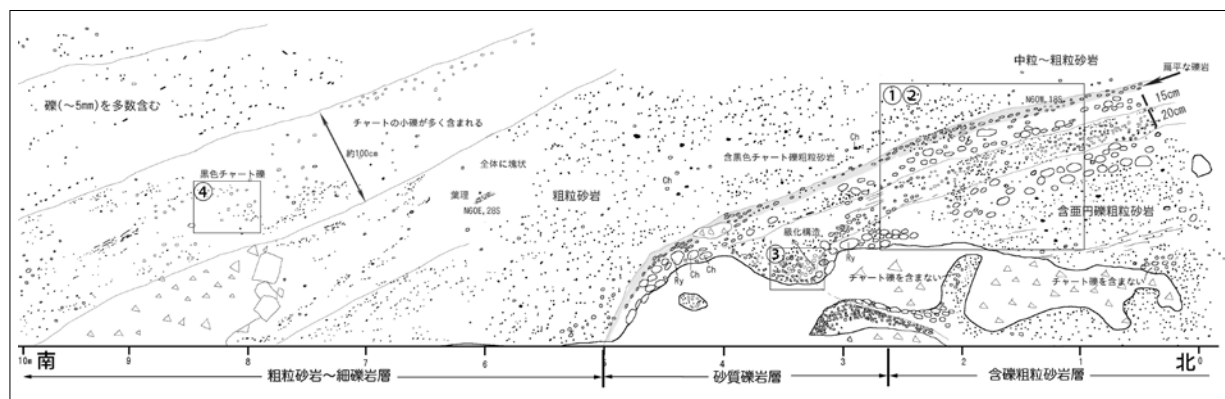 中粒～粗粒砂岩
扁平な礫岩
①②
N60W,18S
15cm
20cm
礫(～5mm)を多数含む
チャートの小礫が多く含まれる
約100cm
Ch
含黒色チャート礫粗粒砂岩
全体に塊状
黒色チャート礫
④
葉理
N60E,28S
粗粒砂岩
Ch
級化構造
含亜円礫粗粒砂岩
③
Ry
Ch
Ch
Ry
チャート礫を含まない
チャート礫を含まない
10m 南 9 8 7 6 5 4 3 2 1 北 0
粗粒砂岩～細礫岩層
砂質礫岩層
含礫粗粒砂岩層